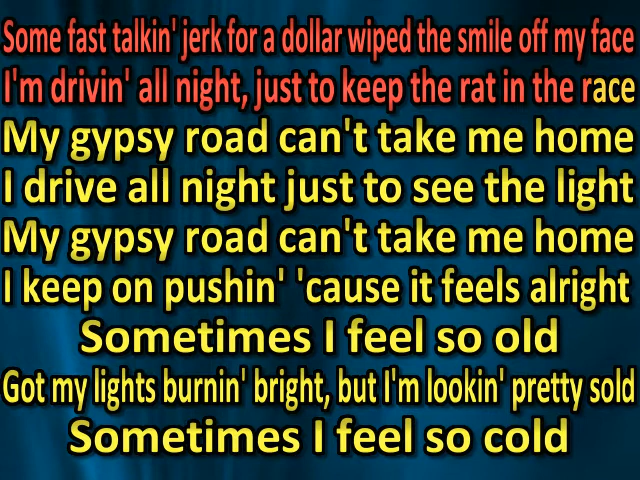 Some fast talkin' jerk for a dollar wiped the smile off my face
I'm drivin' all night, just to keep the rat in the race
My gypsy road can't take me home
I drive all night just to see the light
My gypsy road can't take me home
I keep on pushin' 'cause it feels alright
Sometimes I feel so old
Got my lights burnin' bright, but I'm lookin' pretty sold
Sometimes I feel so cold